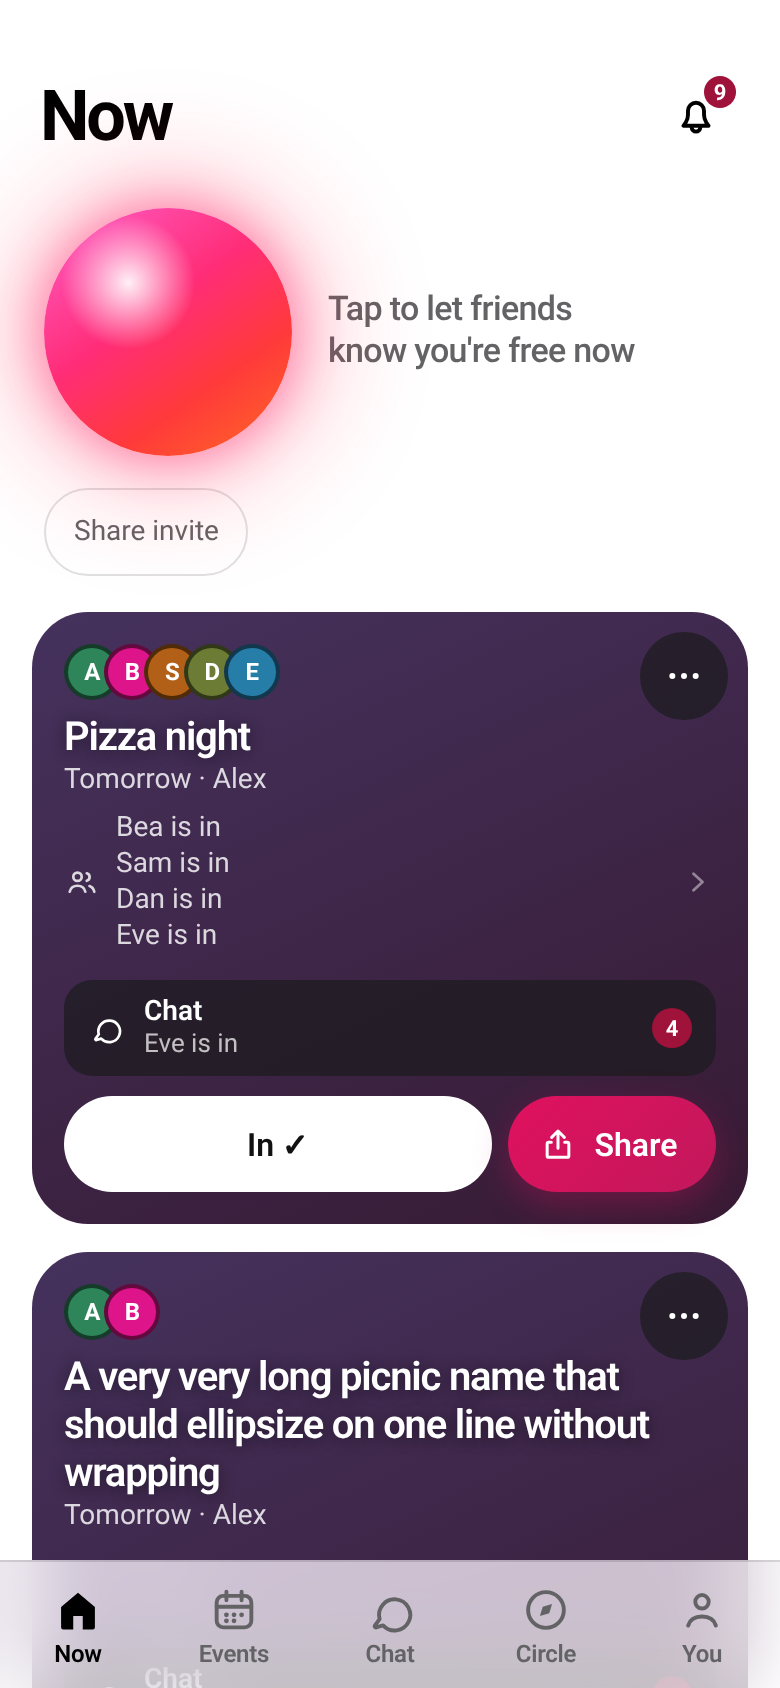 Now
9
Tap to let friends
know you're free now
Share invite
A B S D E
Pizza night
Tomorrow · Alex
Bea is in
Sam is in
Dan is in
Eve is in
Chat
Eve is in
4
In ✓
Share
A B
A very very long picnic name that
should ellipsize on one line without
wrapping
Tomorrow · Alex
Chat
Now
Events
Chat
Circle
You